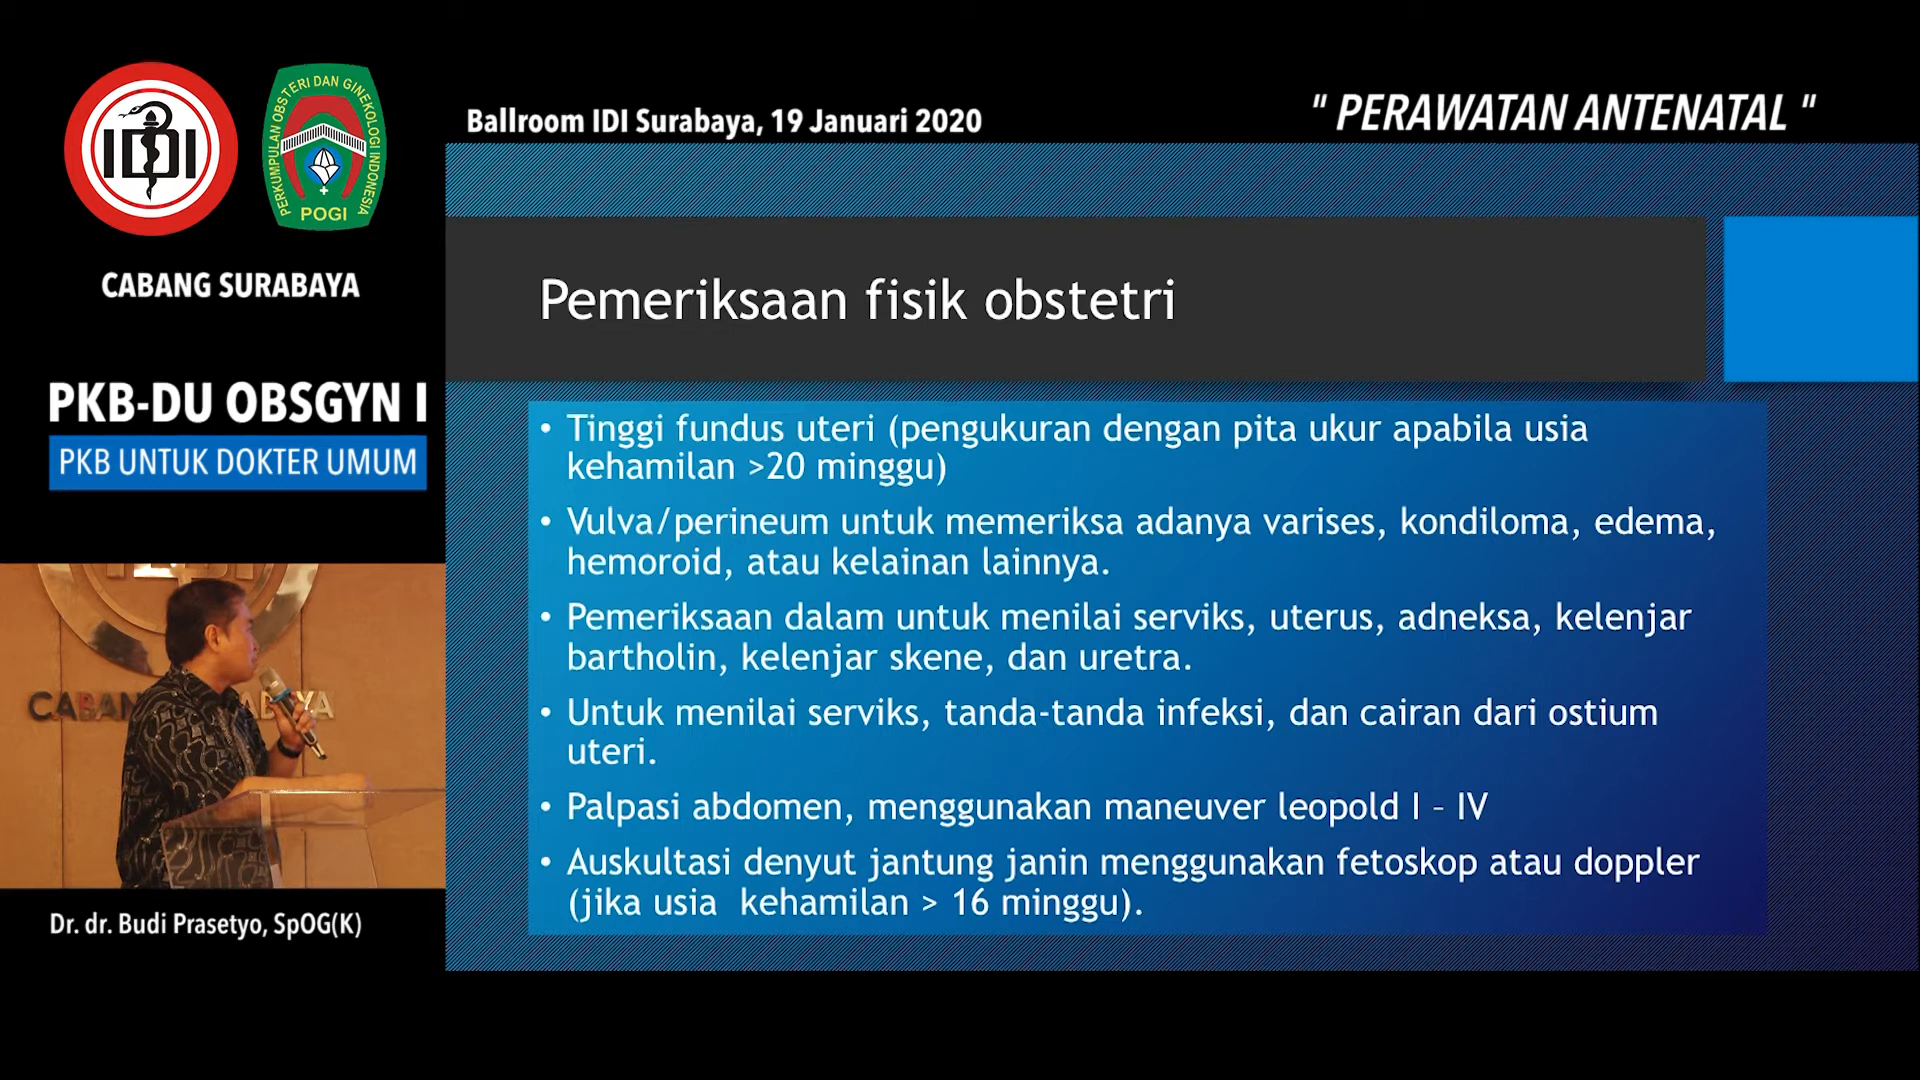 IDI
PERKUMPULAN OBSTERI DAN GINEKOLOGI INDONESIA
POGI
CABANG SURABAYA
Ballroom IDI Surabaya, 19 Januari 2020
" PERAWATAN ANTENATAL "
PKB-DU OBSGYN I
PKB UNTUK DOKTER UMUM
Pemeriksaan fisik obstetri
• Tinggi fundus uteri (pengukuran dengan pita ukur apabila usia
kehamilan >20 minggu)
• Vulva/perineum untuk memeriksa adanya varises, kondiloma, edema,
hemoroid, atau kelainan lainnya.
• Pemeriksaan dalam untuk menilai serviks, uterus, adneksa, kelenjar
bartholin, kelenjar skene, dan uretra.
• Untuk menilai serviks, tanda-tanda infeksi, dan cairan dari ostium
uteri.
• Palpasi abdomen, menggunakan maneuver leopold I – IV
• Auskultasi denyut jantung janin menggunakan fetoskop atau doppler
(jika usia kehamilan > 16 minggu).
Dr. dr. Budi Prasetyo, SpOG(K)